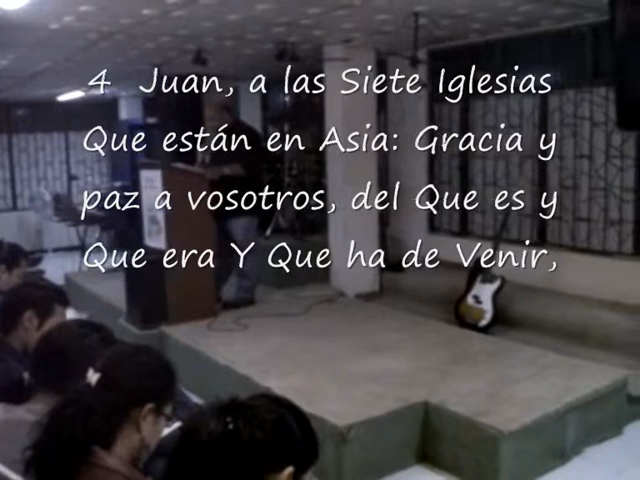 4 Juan, a las Siete Iglesias
Que están en Asia: Gracia y
paz a vosotros, del Que es y
Que era Y Que ha de Venir,